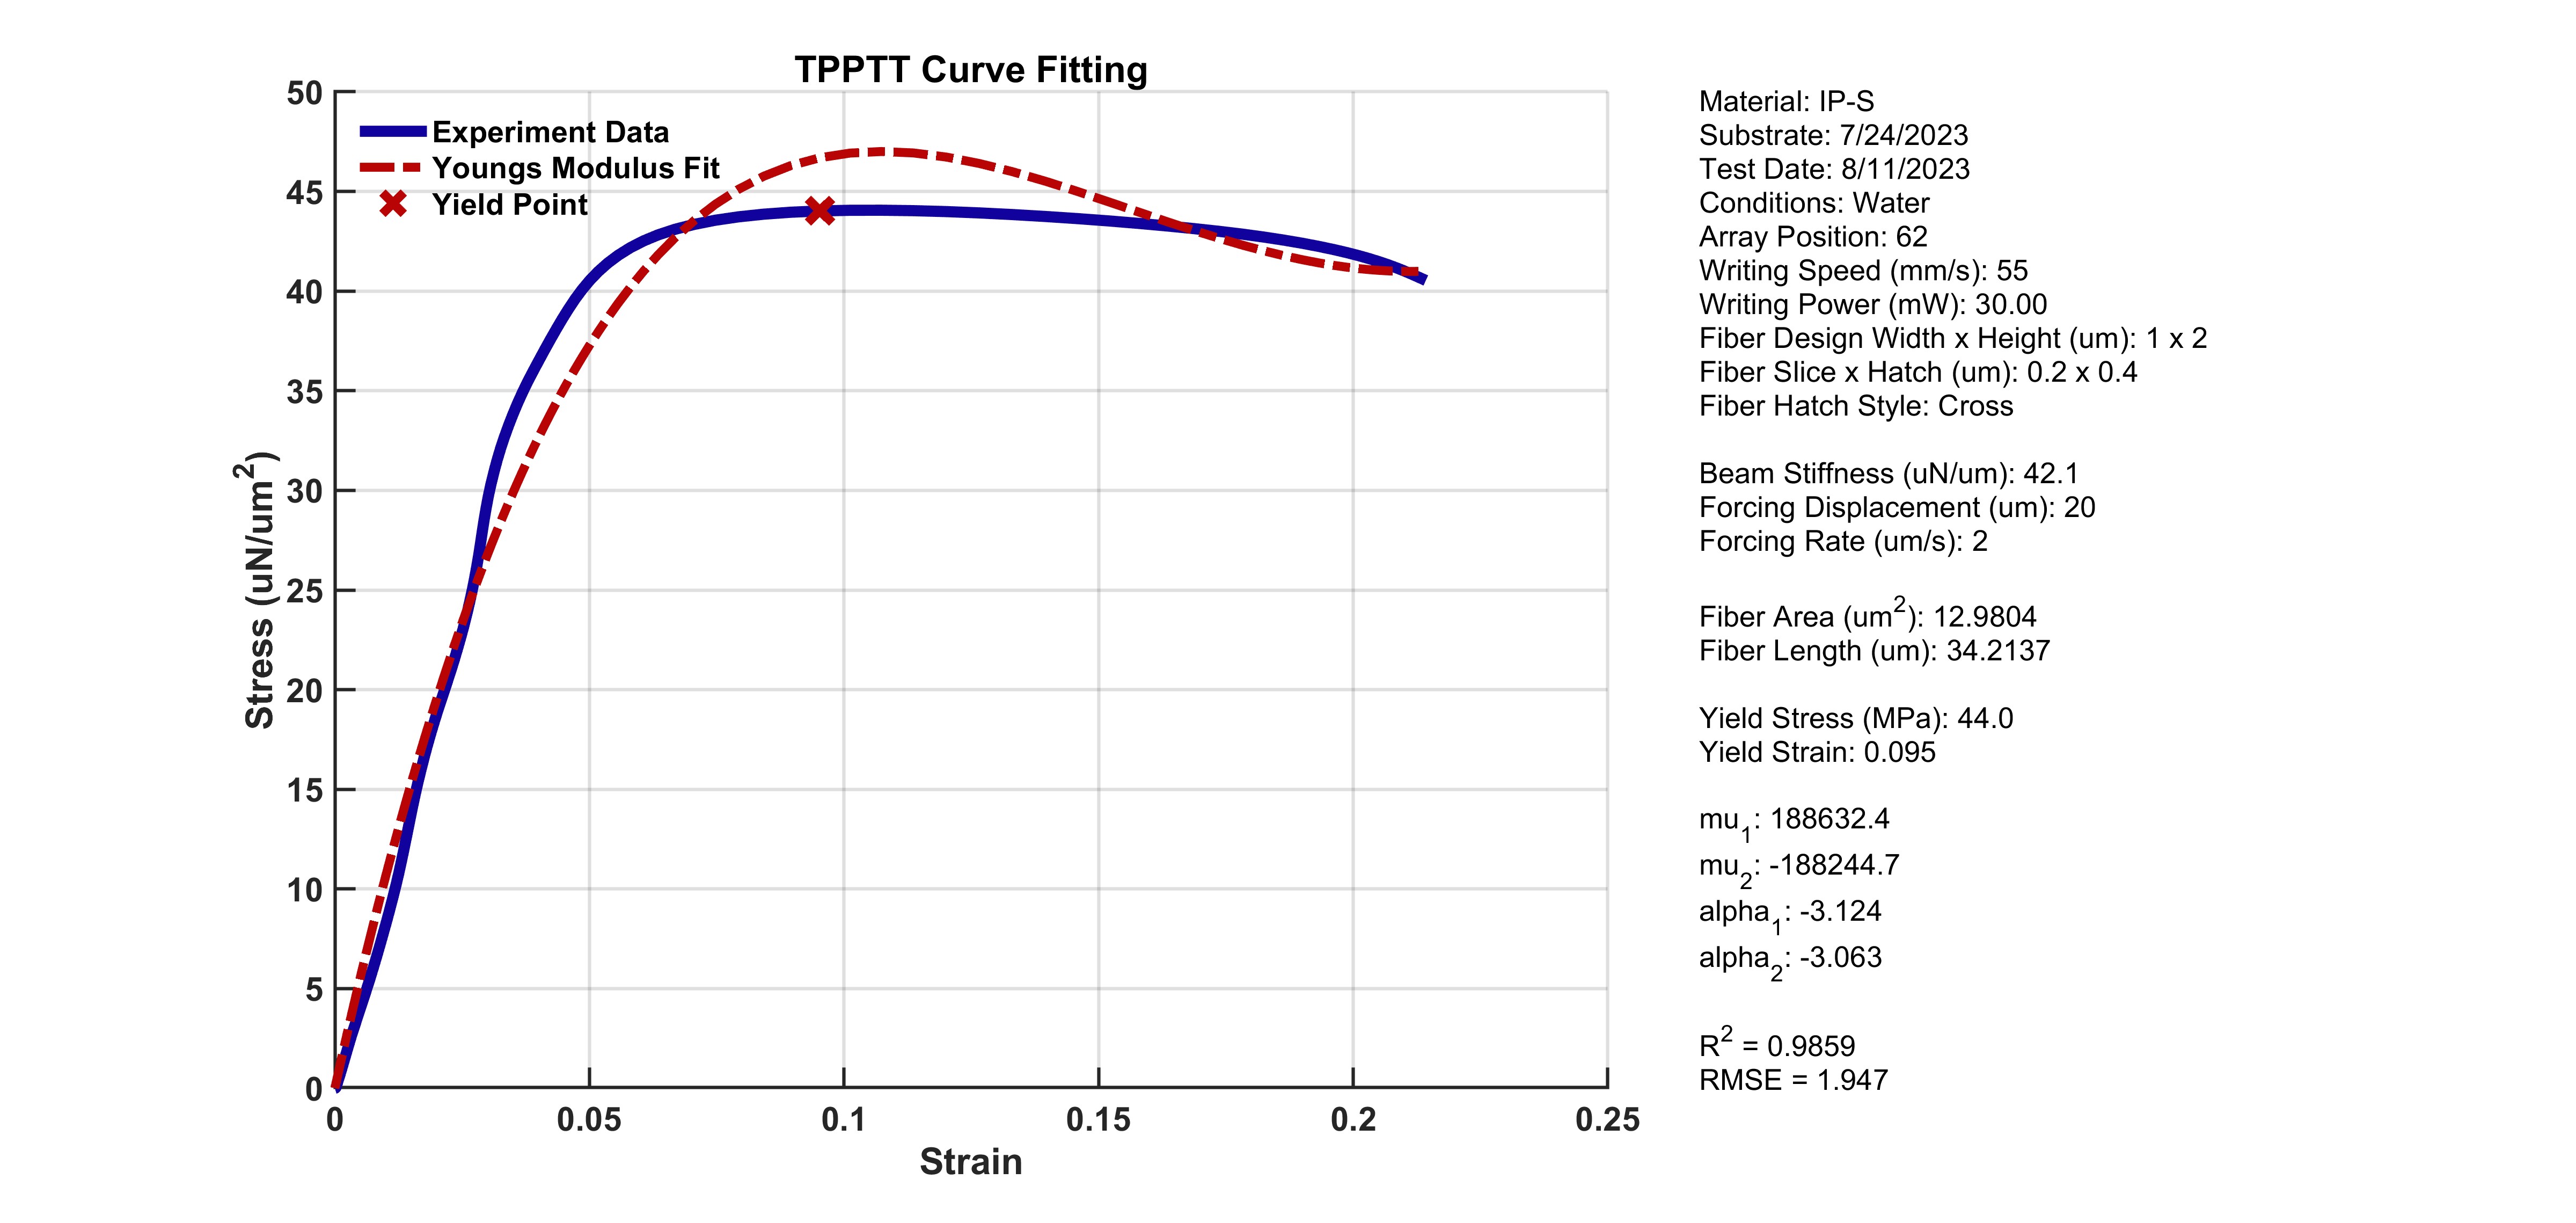 TPPTT Curve Fitting
50
45
40
35
30
25
20
15
10
5
0
Stress (uN/um²)
Experiment Data
Youngs Modulus Fit
Yield Point
0
0.05
0.1
0.15
0.2
0.25
Strain
Material: IP-S
Substrate: 7/24/2023
Test Date: 8/11/2023
Conditions: Water
Array Position: 62
Writing Speed (mm/s): 55
Writing Power (mW): 30.00
Fiber Design Width x Height (um): 1 x 2
Fiber Slice x Hatch (um): 0.2 x 0.4
Fiber Hatch Style: Cross
Beam Stiffness (uN/um): 42.1
Forcing Displacement (um): 20
Forcing Rate (um/s): 2
Fiber Area (um²): 12.9804
Fiber Length (um): 34.2137
Yield Stress (MPa): 44.0
Yield Strain: 0.095
mu₁: 188632.4
mu₂: -188244.7
alpha₁: -3.124
alpha₂: -3.063
R² = 0.9859
RMSE = 1.947